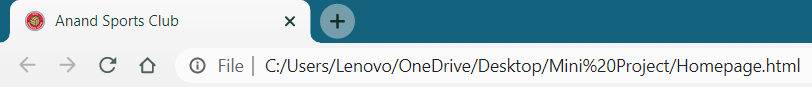 Anand Sports Club
File | C:/Users/Lenovo/OneDrive/Desktop/Mini%20Project/Homepage.html